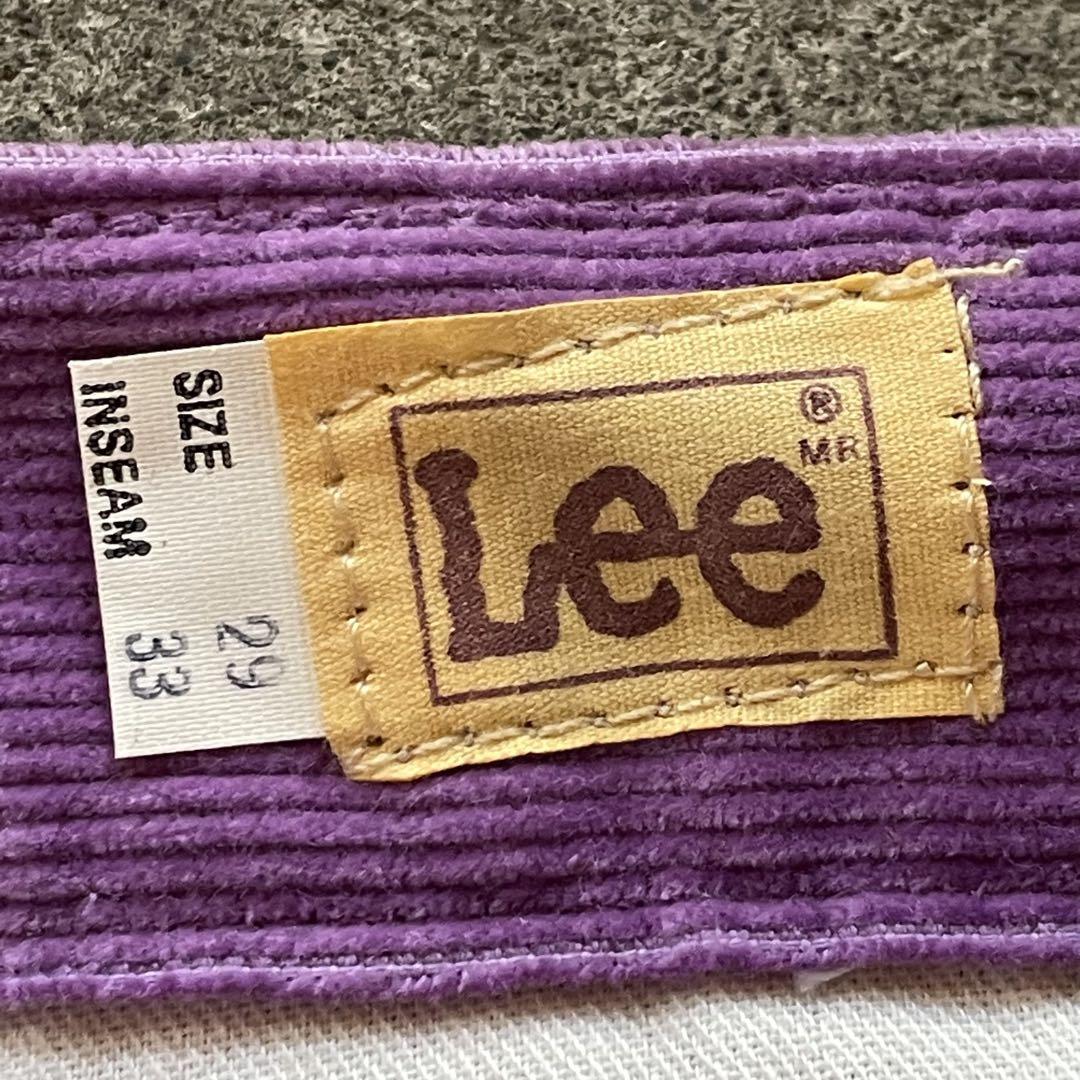 SIZE 29
INSEAM 33
Lee
®
MR